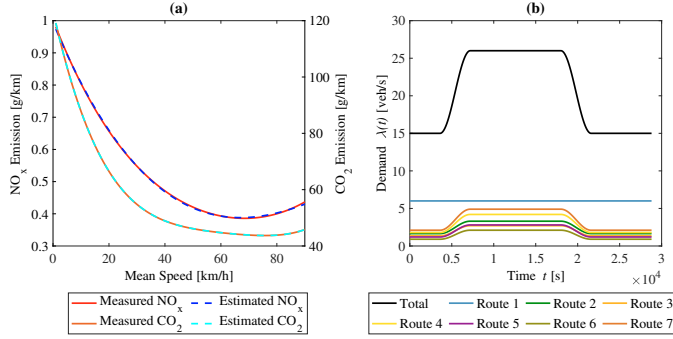 (a)
1
0.9
0.8
0.7
0.6
0.5
0.4
0.3
NOx Emission [g/km]
120
100
80
60
40
CO2 Emission [g/km]
0 20 40 60 80
Mean Speed [km/h]
Measured NOx Estimated NOx
Measured CO2 Estimated CO2
(b)
30
25
20
15
10
5
0
Demand λ(t) [veh/s]
0 0.5 1 1.5 2 2.5 3
×10⁴
Time t [s]
Total Route 1 Route 2 Route 3
Route 4 Route 5 Route 6 Route 7